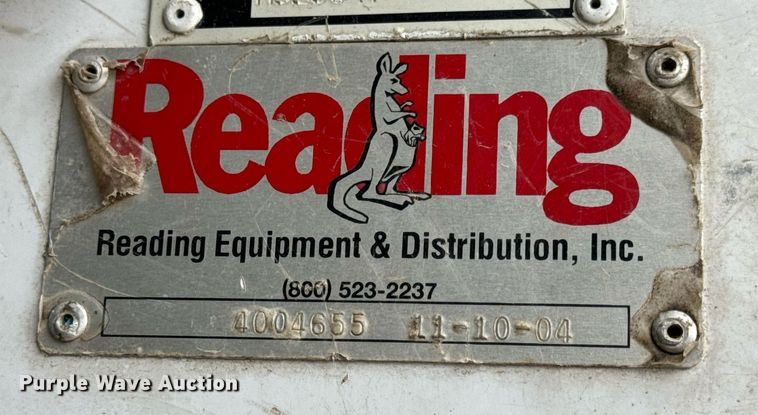 Reading
Reading Equipment & Distribution, Inc.
(800) 523-2237
4004655 11-10-04
Purple Wave Auction